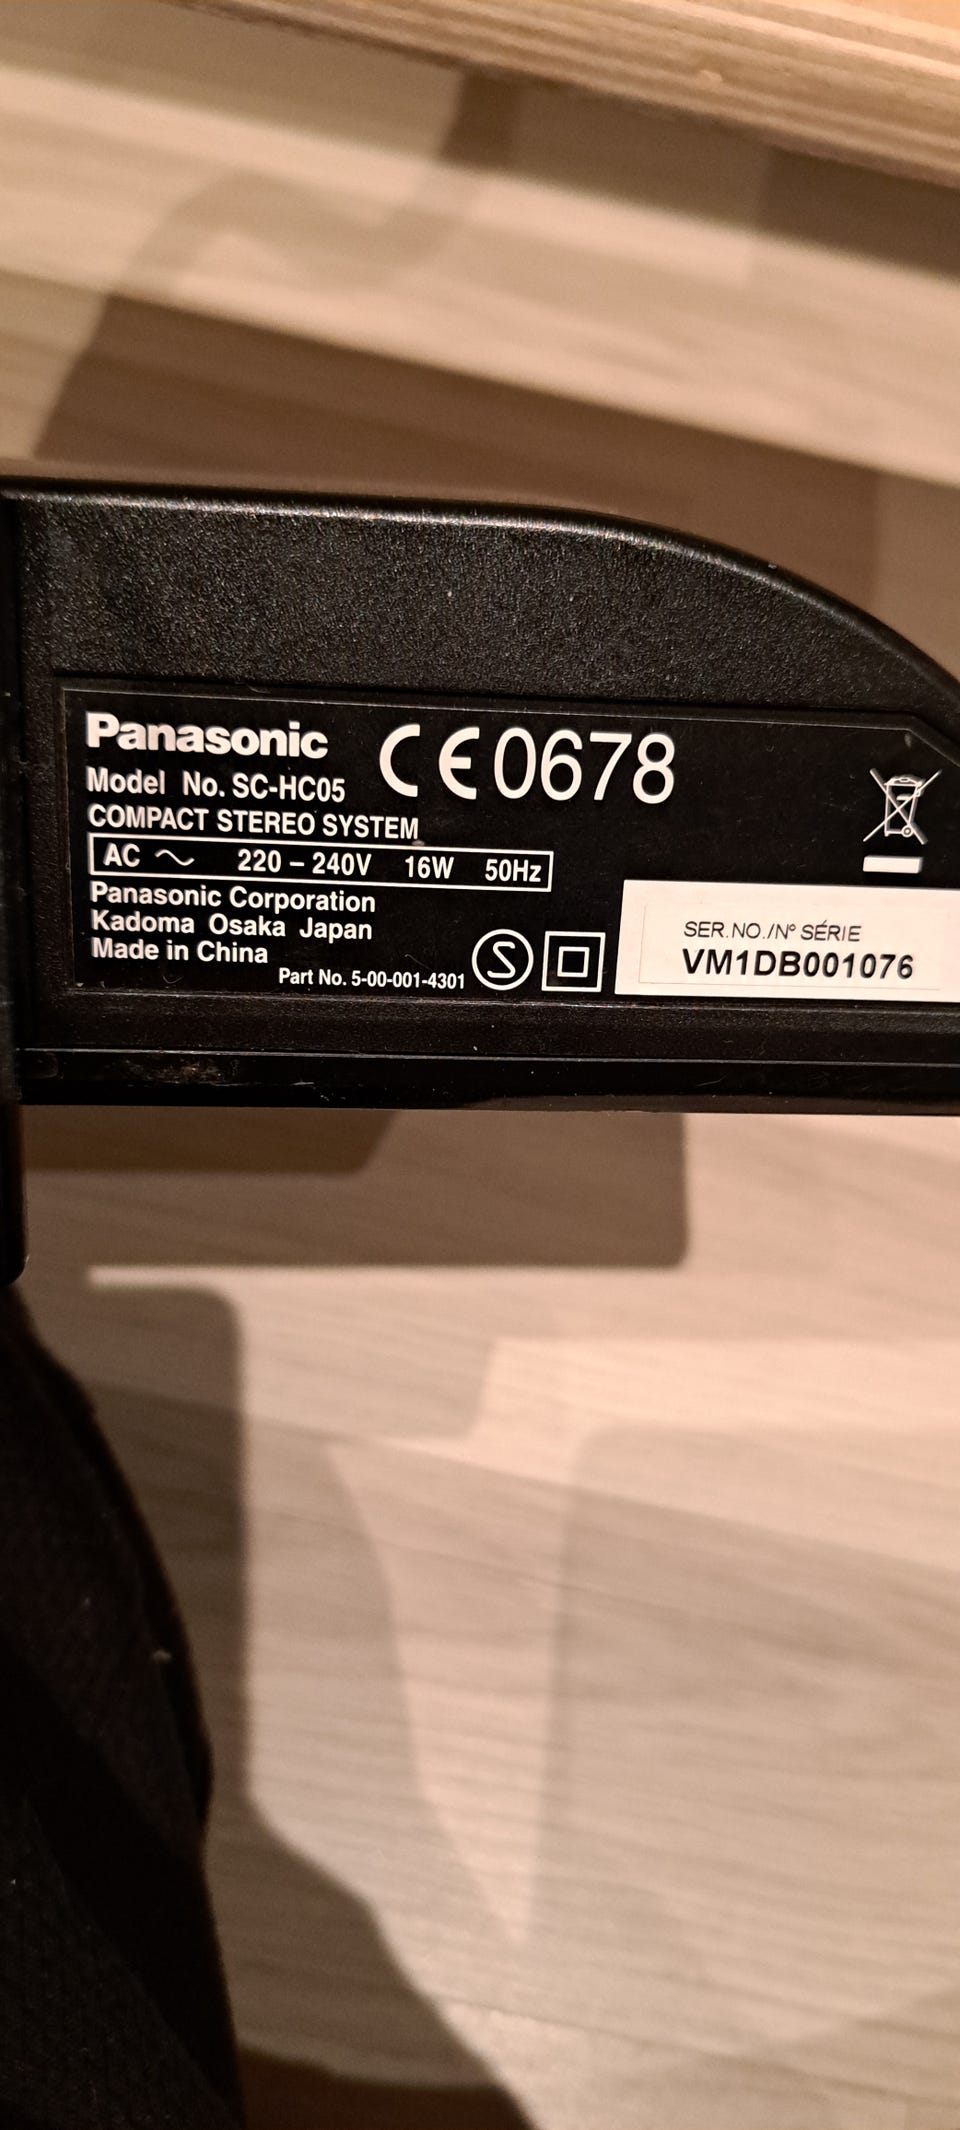 Panasonic CE0678
Model No. SC-HC05
COMPACT STEREO SYSTEM
AC ~ 220 – 240V 16W 50Hz
Panasonic Corporation
Kadoma Osaka Japan
Made in China
Part No. 5-00-001-4301
S
SER.NO./Nº SÉRIE
VM1DB001076